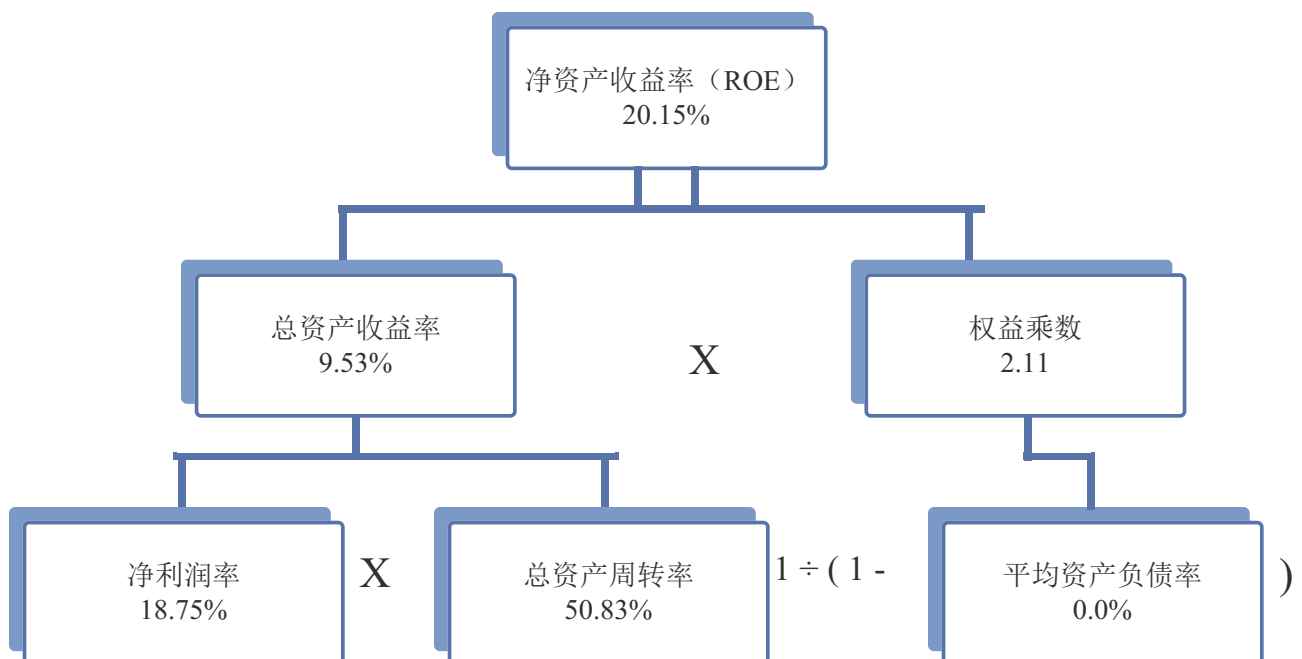 净资产收益率（ROE）
20.15%
总资产收益率
9.53%
X
权益乘数
2.11
净利润率
18.75%
X
总资产周转率
50.83%
1 ÷ ( 1 -
平均资产负债率
0.0%
)